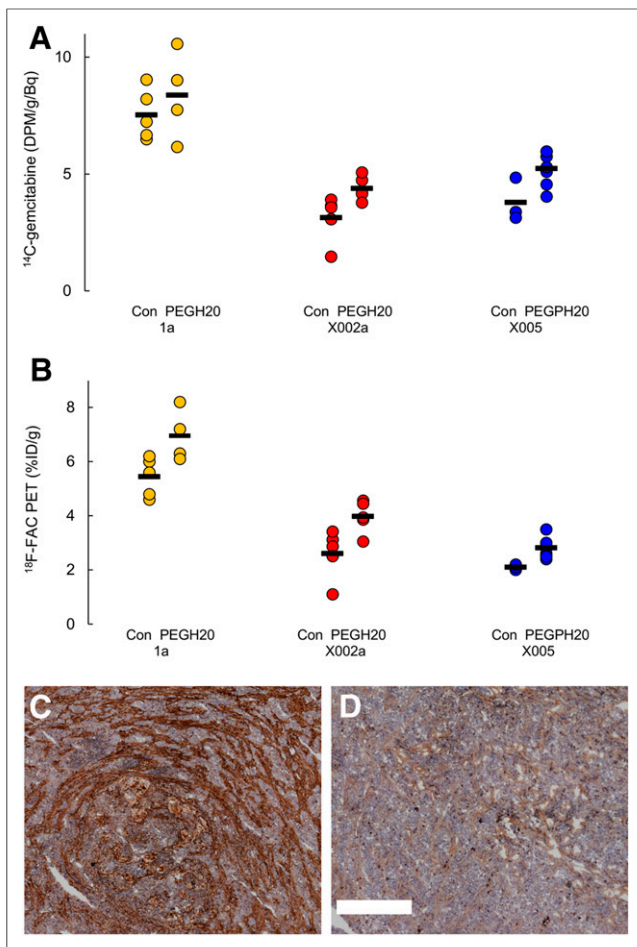 A
¹⁴C-gemcitabine (DPM/g/Bq)
10
5
0
Con PEGH20
1a
Con PEGH20
X002a
Con PEGPH20
X005
B
¹⁸F-FAC PET (%ID/g)
8
6
4
2
0
Con PEGH20
1a
Con PEGH20
X002a
Con PEGPH20
X005
C
D